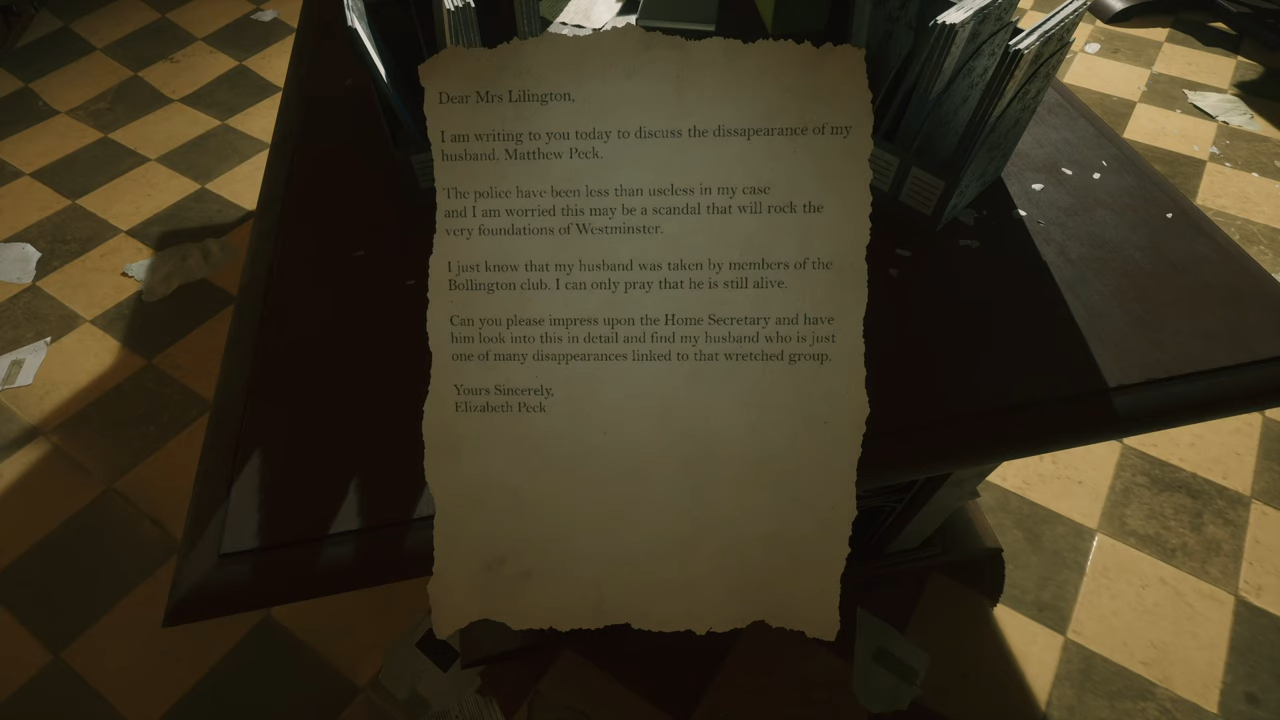 Dear Mrs Lilington,
I am writing to you today to discuss the dissapearance of my
husband, Matthew Peck.
The police have been less than useless in my case
and I am worried this may be a scandal that will rock the
very foundations of Westminster.
I just know that my husband was taken by members of the
Bollington club. I can only pray that he is still alive.
Can you please impress upon the Home Secretary and have
him look into this in detail and find my husband who is just
one of many disappearances linked to that wretched group.
Yours Sincerely,
Elizabeth Peck